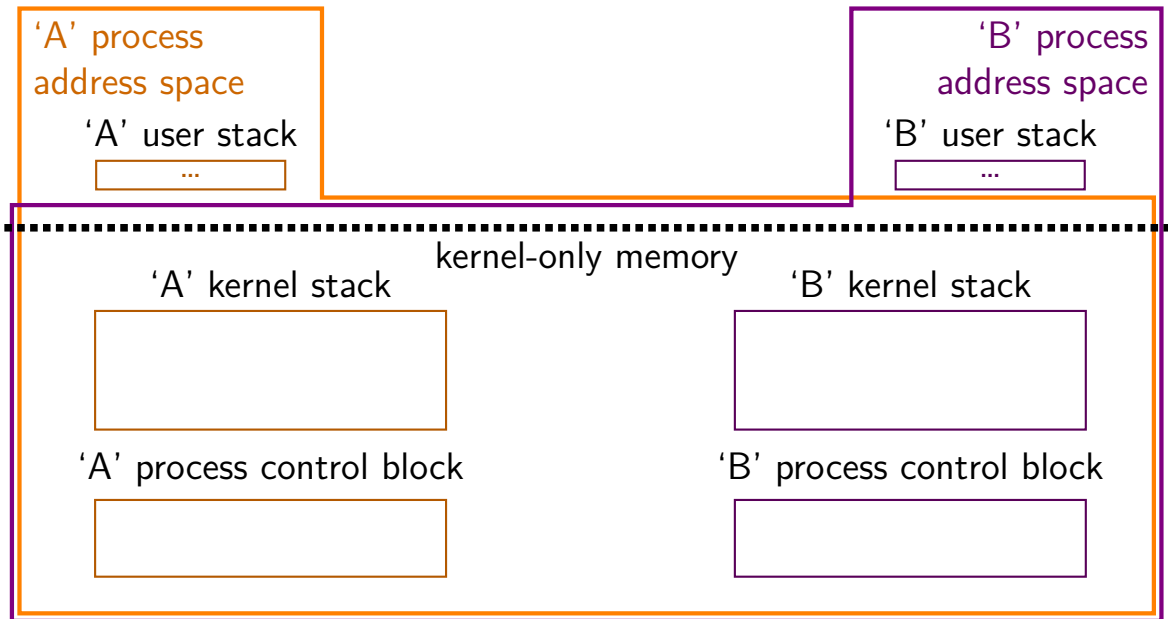 ‘A’ process
address space
‘B’ process
address space
‘A’ user stack
...
‘B’ user stack
...
kernel-only memory
‘A’ kernel stack
‘B’ kernel stack
‘A’ process control block
‘B’ process control block